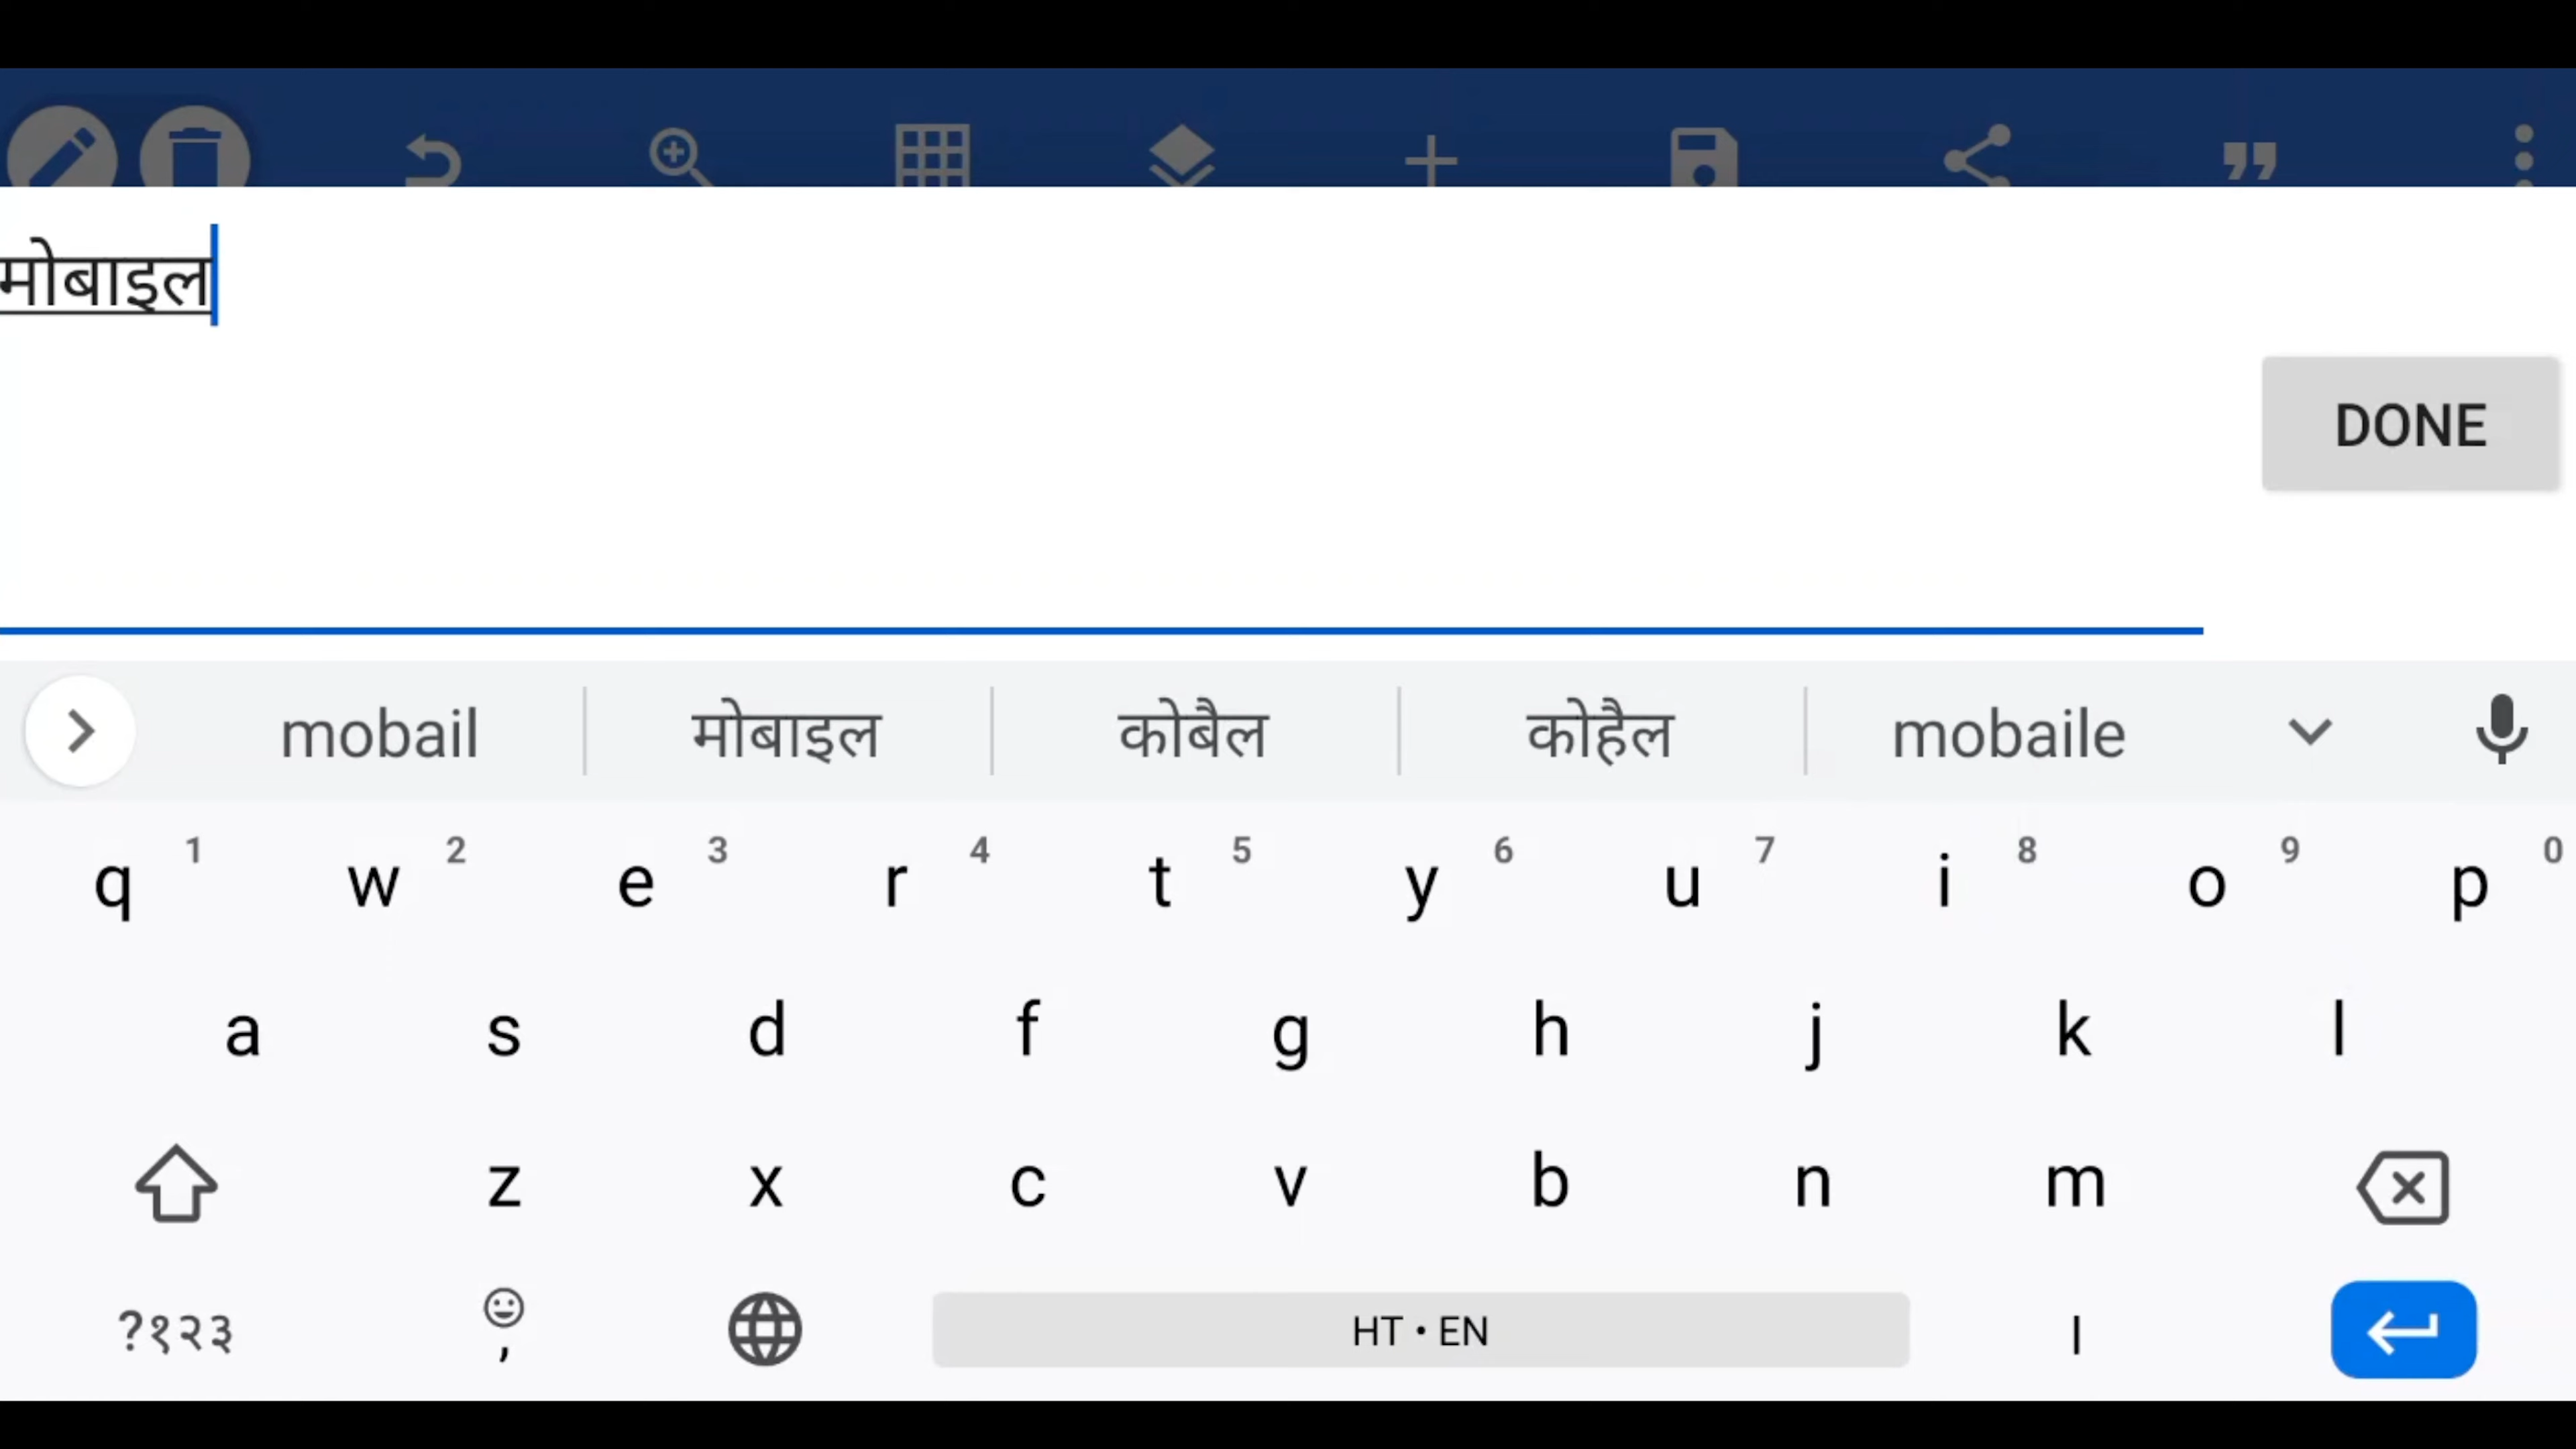 मोबाइल
DONE
mobail मोबाइल कोबैल कोहैल mobaile
q 1 w 2 e 3 r 4 t 5 y 6 u 7 i 8 o 9 p 0
a s d f g h j k l
z x c v b n m
?१२३ , HT • EN ।